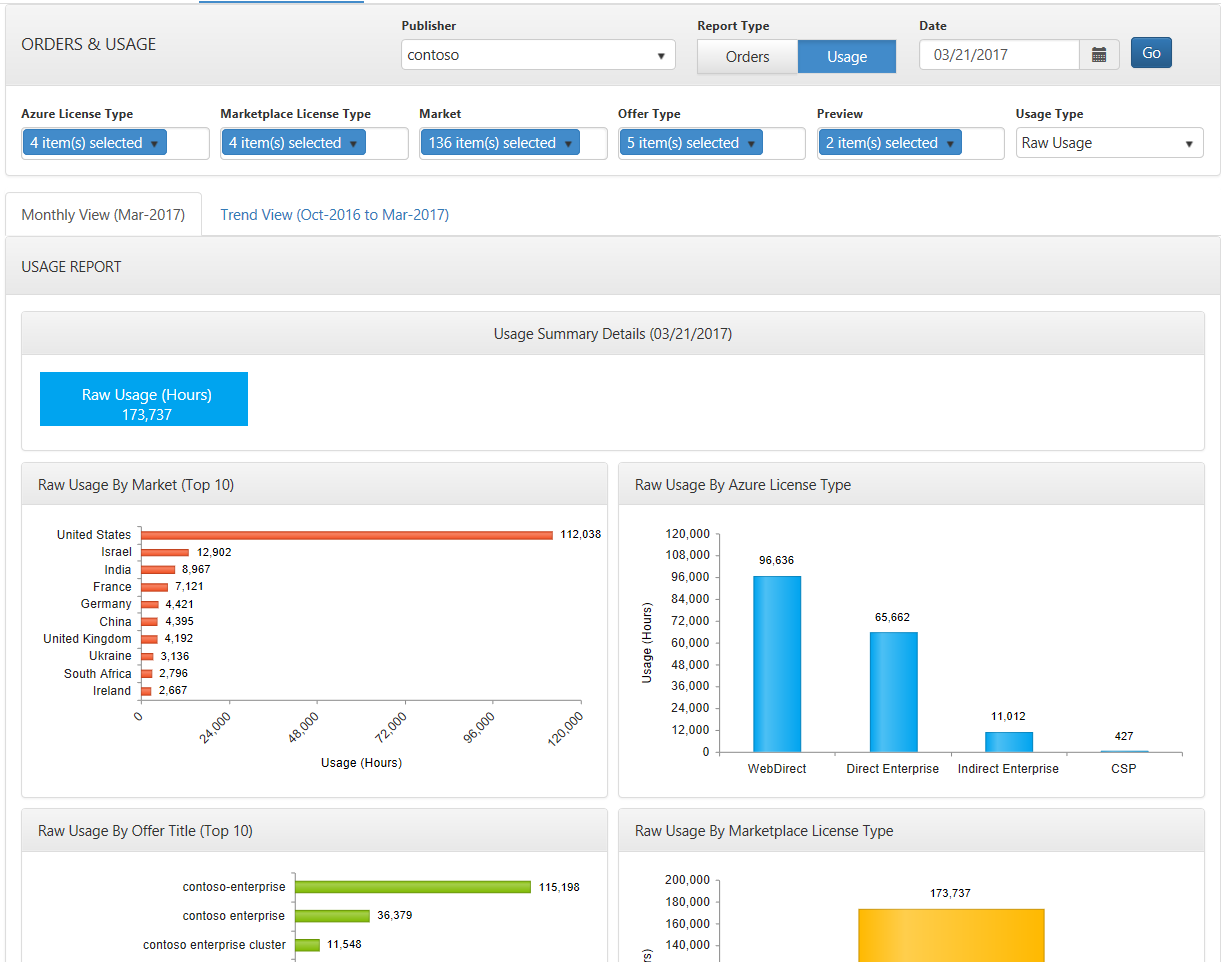 ORDERS & USAGE
Publisher
contoso
Report Type
Orders
Usage
Date
03/21/2017
Go
Azure License Type
4 item(s) selected
Marketplace License Type
4 item(s) selected
Market
136 item(s) selected
Offer Type
5 item(s) selected
Preview
2 item(s) selected
Usage Type
Raw Usage
Monthly View (Mar-2017)
Trend View (Oct-2016 to Mar-2017)
USAGE REPORT
Usage Summary Details (03/21/2017)
Raw Usage (Hours)
173,737
Raw Usage By Market (Top 10)
United States 112,038
Israel 12,902
India 8,967
France 7,121
Germany 4,421
China 4,395
United Kingdom 4,192
Ukraine 3,136
South Africa 2,796
Ireland 2,667
0 24,000 48,000 72,000 96,000 120,000
Usage (Hours)
Raw Usage By Azure License Type
Usage (Hours)
120,000
108,000
96,000
84,000
72,000
60,000
48,000
36,000
24,000
12,000
0
96,636
65,662
11,012
427
WebDirect Direct Enterprise Indirect Enterprise CSP
Raw Usage By Offer Title (Top 10)
contoso-enterprise 115,198
contoso enterprise 36,379
contoso enterprise cluster 11,548
Raw Usage By Marketplace License Type
200,000
180,000
160,000
140,000
173,737